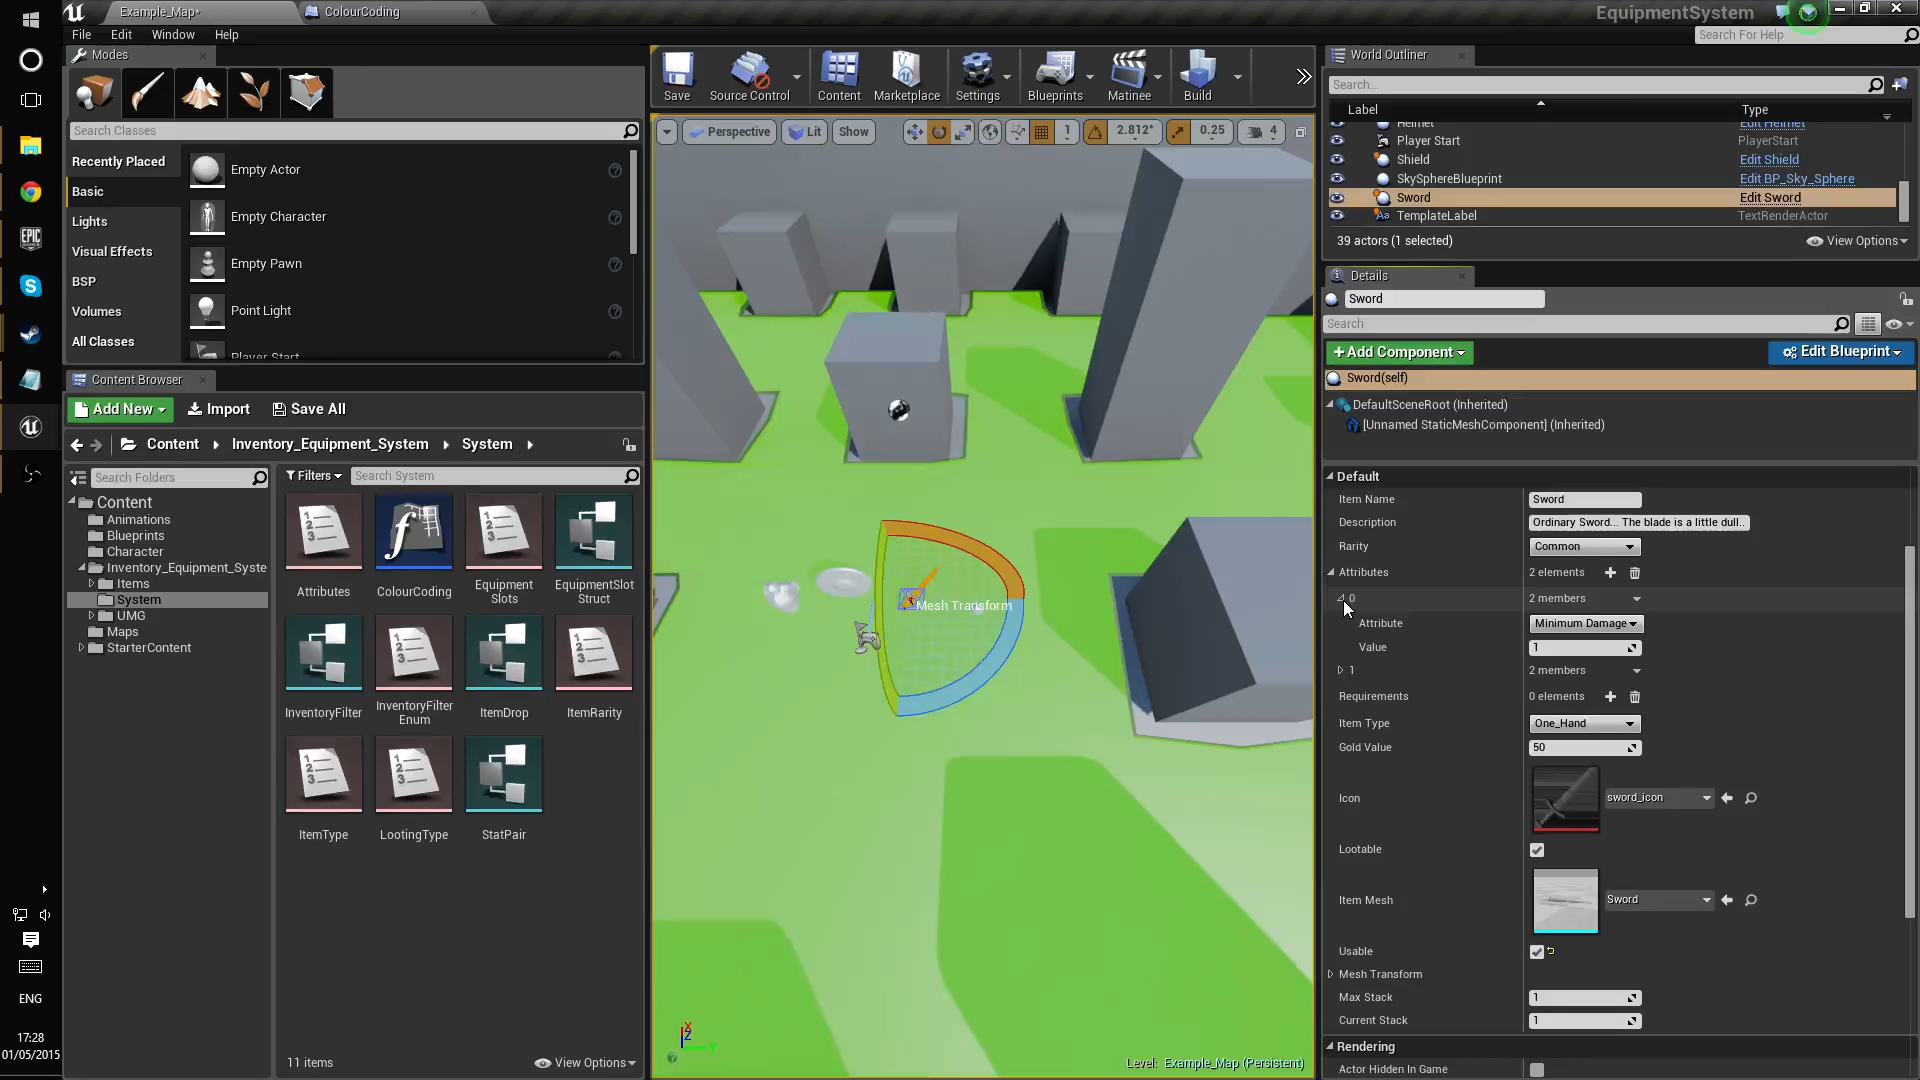 Example_Map*
ColourCoding
EquipmentSystem
File
Edit
Window
Help
Search For Help
Modes
Search Classes
Recently Placed
Basic
Lights
Visual Effects
BSP
Volumes
All Classes
Empty Actor
Empty Character
Empty Pawn
Point Light
Player Start
Content Browser
Add New
Import
Save All
Content
Inventory_Equipment_System
System
Search Folders
Filters
Search System
Content
Animations
Blueprints
Character
Inventory_Equipment_Syste
Items
System
UMG
Maps
StarterContent
Attributes
ColourCoding
Equipment
Slots
EquipmentSlot
Struct
InventoryFilter
InventoryFilter
Enum
ItemDrop
ItemRarity
ItemType
LootingType
StatPair
11 items
View Options
Save
Source Control
Content
Marketplace
Settings
Blueprints
Matinee
Build
Perspective
Lit
Show
1
2.812°
0.25
4
Mesh Transform
Level: Example_Map (Persistent)
X
Z
Y
World Outliner
Search...
Label
Type
Helmet
Edit Helmet
Player Start
PlayerStart
Shield
Edit Shield
SkySphereBlueprint
Edit BP_Sky_Sphere
Sword
Edit Sword
TemplateLabel
TextRenderActor
39 actors (1 selected)
View Options
Details
Sword
Search
+Add Component
Edit Blueprint
Sword(self)
DefaultSceneRoot (Inherited)
[Unnamed StaticMeshComponent] (Inherited)
Default
Item Name
Sword
Description
Ordinary Sword... The blade is a little dull..
Rarity
Common
Attributes
2 elements
0
2 members
Attribute
Minimum Damage
Value
1
1
2 members
Requirements
0 elements
Item Type
One_Hand
Gold Value
50
Icon
sword_icon
Lootable
Item Mesh
Sword
Usable
Mesh Transform
Max Stack
1
Current Stack
1
Rendering
Actor Hidden In Game
EPIC
GAMES
ENG
17:28
01/05/2015